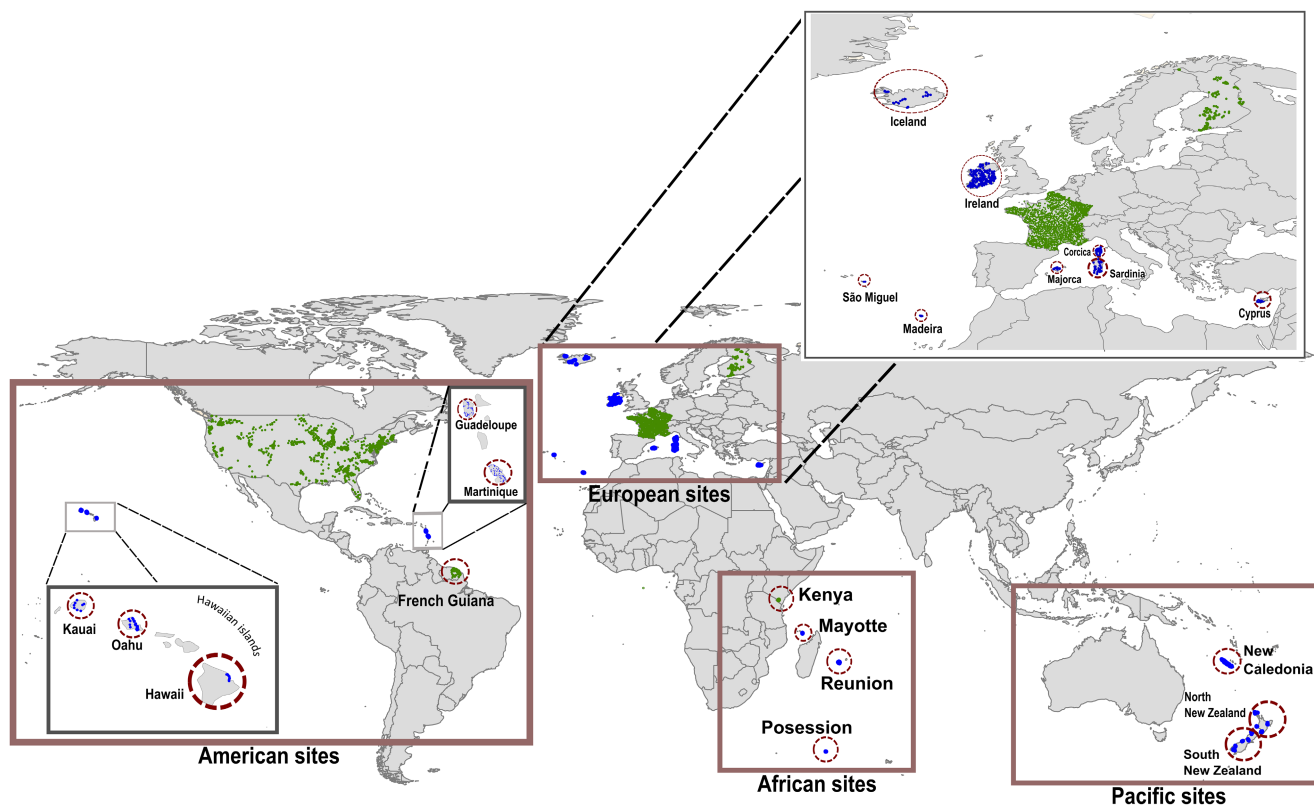 Iceland
Ireland
Corcica
Majorca
Sardinia
São Miguel
Madeira
Cyprus
Guadeloupe
Martinique
European sites
French Guiana
Hawaiian islands
Kauai
Oahu
Hawaii
American sites
Kenya
Mayotte
Reunion
Posession
African sites
New
Caledonia
North
New Zealand
South
New Zealand
Pacific sites